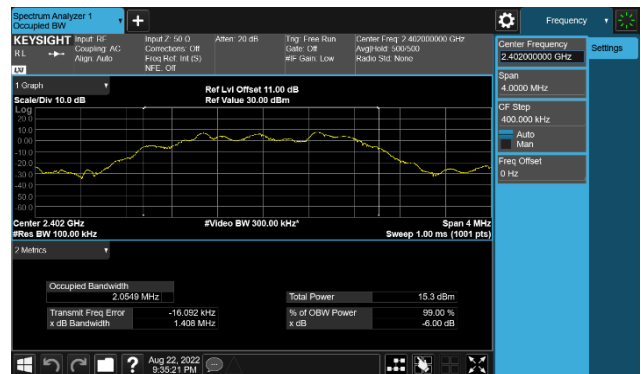 Spectrum Analyzer 1
Occupied BW
Frequency
KEYSIGHT Input: RF
R L
Coupling: AC
Align: Auto
Input Z: 50 Ω
Corrections: Off
Freq Ref: Int (S)
NFE: Off
Atten: 20 dB
Trig: Free Run
Gate: Off
#IF Gain: Low
Center Freq: 2.402000000 GHz
Avg|Hold: 500/500
Radio Std: None
LXI
Center Frequency
2.402000000 GHz
Settings
Span
4.0000 MHz
CF Step
400.000 kHz
Auto
Man
Freq Offset
0 Hz
1 Graph
Scale/Div 10.0 dB
Ref Lvl Offset 11.00 dB
Ref Value 30.00 dBm
Log
20.0
10.0
0.00
-10.0
-20.0
-30.0
-40.0
-50.0
-60.0
Center 2.402 GHz
#Res BW 100.00 kHz
#Video BW 300.00 kHz*
Span 4 MHz
Sweep 1.00 ms (1001 pts)
2 Metrics
Occupied Bandwidth
2.0549 MHz
Total Power 15.3 dBm
Transmit Freq Error -16.092 kHz
% of OBW Power 99.00 %
x dB Bandwidth 1.408 MHz
x dB -6.00 dB
?
Aug 22, 2022
9:35:21 PM